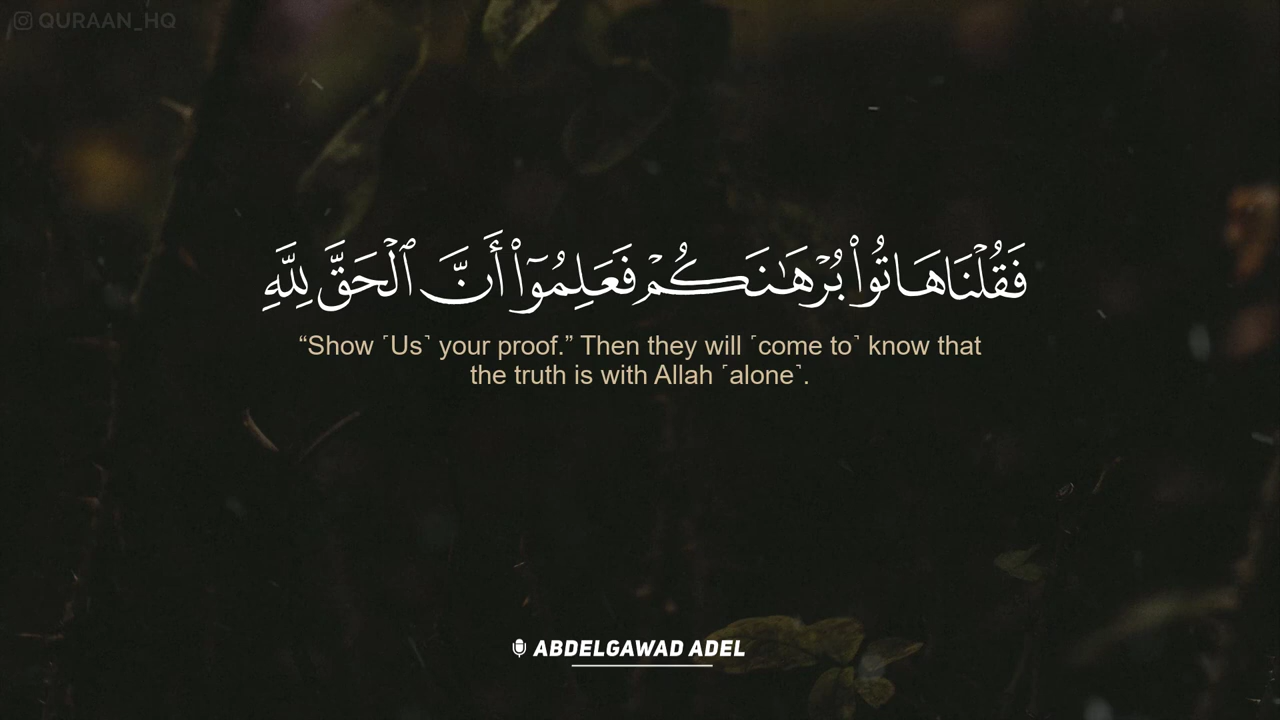 QURAAN_HQ
فَقُلْنَا هَاتُوا۟ بُرْهَـٰنَكُمْ فَعَلِمُوٓا۟ أَنَّ ٱلْحَقَّ لِلَّهِ
“Show ˹Us˺ your proof.” Then they will ˹come to˺ know that
the truth is with Allah ˹alone˺.
ABDELGAWAD ADEL